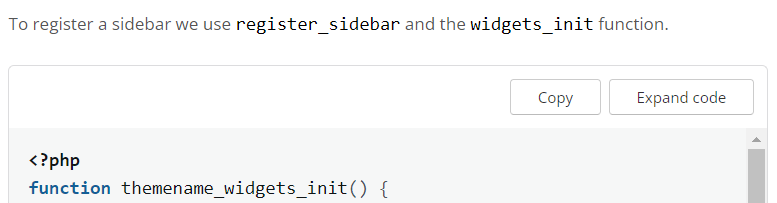 To register a sidebar we use register_sidebar and the widgets_init function.
Copy Expand code
<?php
function themename_widgets_init() {